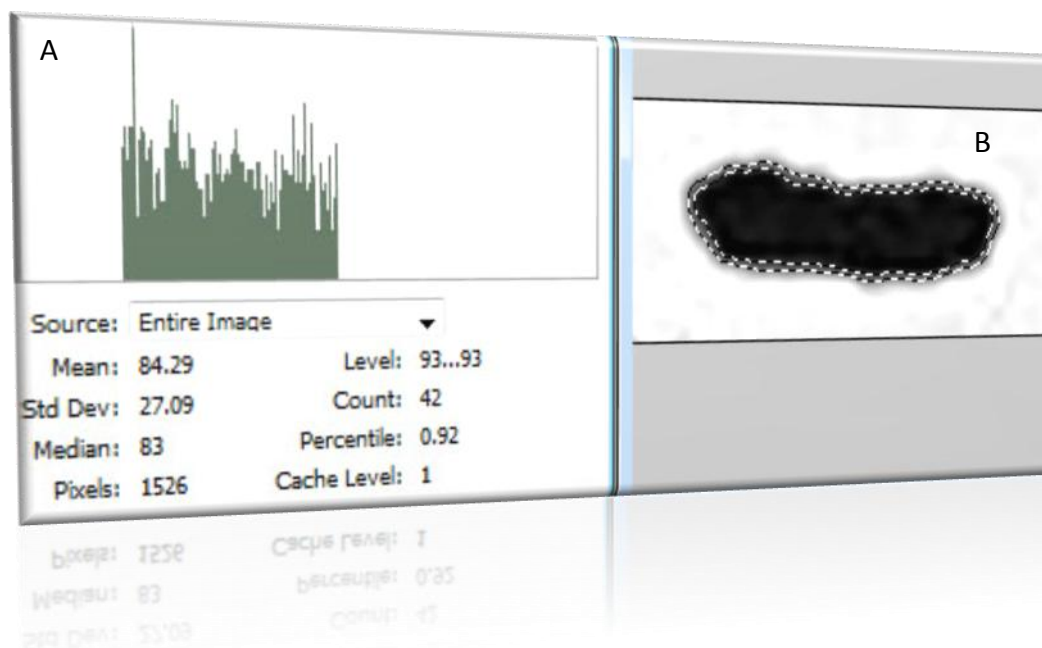 A
Source: Entire Image
Mean: 84.29 Level: 93...93
Std Dev: 27.09 Count: 42
Median: 83 Percentile: 0.92
Pixels: 1526 Cache Level: 1
B